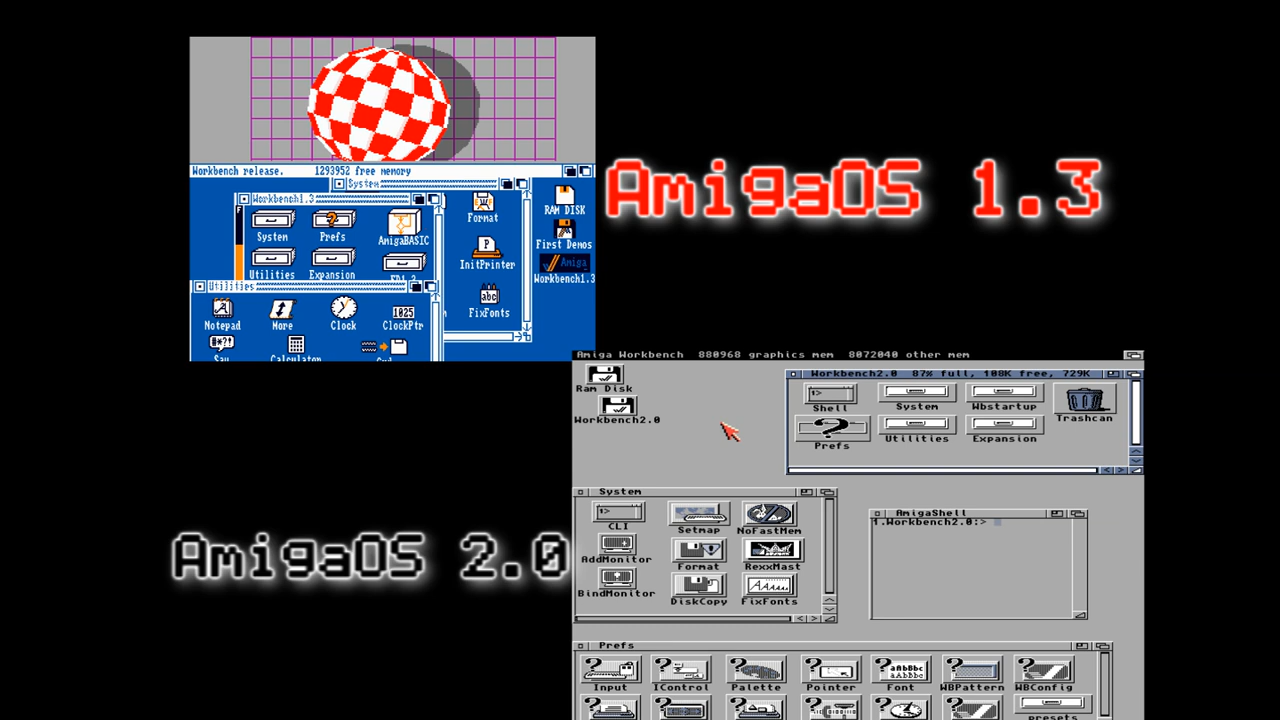 Workbench release. 1293952 free memory
System
Workbench1.3
Format
RAM DISK
System Prefs AmigaBASIC
InitPrinter
First Demos
Amiga
Workbench1.3
Utilities Expansion
FixFonts
Utilities
Notepad More Clock ClockPtr
1025
abc
Calculator
AmigaOS 1.3
Amiga Workbench 880968 graphics mem 8072040 other mem
Ram Disk
Workbench2.0
Workbench2.0 87% full, 108K free, 729K
Shell System Wbstartup Trashcan
Prefs Utilities Expansion
System
CLI Setmap NoFastMem
AddMonitor Format RexxMast
BindMonitor DiskCopy FixFonts
AmigaShell
1.Workbench2.0:>
AmigaOS 2.0
Prefs
Input IControl Palette Pointer Font WBPattern WBConfig
presets